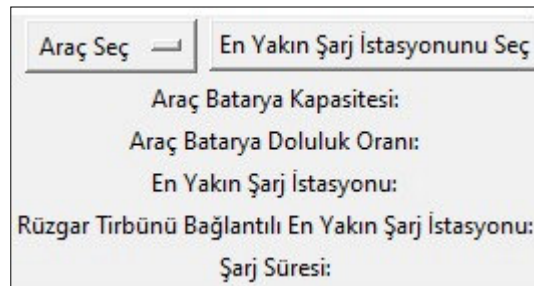 Araç Seç En Yakın Şarj İstasyonunu Seç
Araç Batarya Kapasitesi:
Araç Batarya Doluluk Oranı:
En Yakın Şarj İstasyonu:
Rüzgar Tirbünü Bağlantılı En Yakın Şarj İstasyonu:
Şarj Süresi: